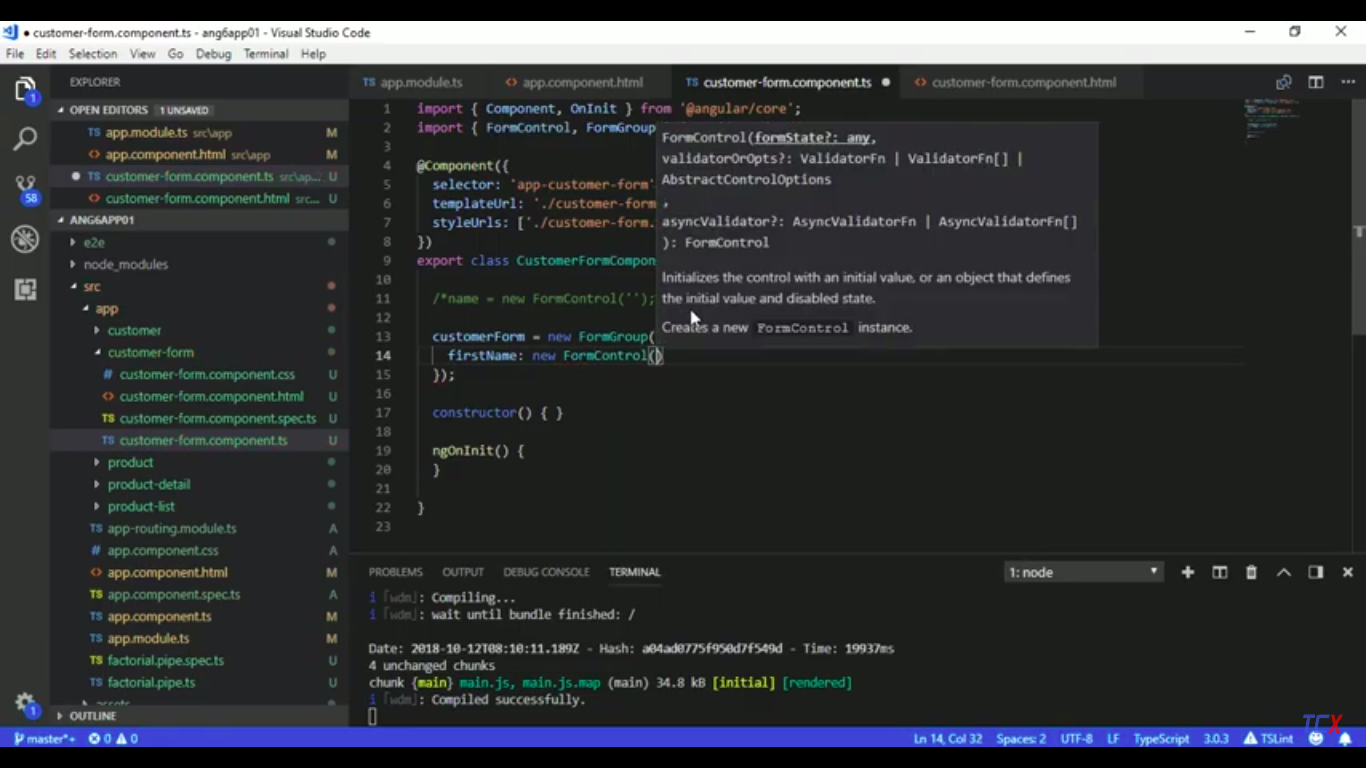 ● customer-form.component.ts - ang6app01 - Visual Studio Code
File Edit Selection View Go Debug Terminal Help
EXPLORER
OPEN EDITORS 1 UNSAVED
TS app.module.ts src\app M
<> app.component.html src\app M
● TS customer-form.component.ts src\ap... U
<> customer-form.component.html src... U
ANG6APP01
e2e
node_modules
src
app
customer
customer-form
# customer-form.component.css U
<> customer-form.component.html U
TS customer-form.component.spec.ts U
TS customer-form.component.ts U
product
product-detail
product-list
TS app-routing.module.ts A
# app.component.css A
<> app.component.html M
TS app.component.spec.ts A
TS app.component.ts M
TS app.module.ts M
TS factorial.pipe.spec.ts U
TS factorial.pipe.ts U
OUTLINE
1
58
1
TS app.module.ts <> app.component.html TS customer-form.component.ts ● <> customer-form.component.html
1 import { Component, OnInit } from '@angular/core';
2 import { FormControl, FormGroup
3
4 @Component({
5 selector: 'app-customer-form'
6 templateUrl: './customer-form
7 styleUrls: ['./customer-form.
8 })
9 export class CustomerFormCompon
10
11 /*name = new FormControl('');
12
13 customerForm = new FormGroup(
14 firstName: new FormControl()
15 });
16
17 constructor() { }
18
19 ngOnInit() {
20 }
21
22 }
23
FormControl(formState?: any,
validatorOrOpts?: ValidatorFn | ValidatorFn[] |
AbstractControlOptions
,
asyncValidator?: AsyncValidatorFn | AsyncValidatorFn[]
): FormControl
Initializes the control with an initial value, or an object that defines
the initial value and disabled state.
Creates a new FormControl instance.
PROBLEMS OUTPUT DEBUG CONSOLE TERMINAL 1: node
i ｢wdm｣: Compiling...
i ｢wdm｣: wait until bundle finished: /
Date: 2018-10-12T08:10:11.189Z - Hash: a04ad0775f950d7f549d - Time: 19937ms
4 unchanged chunks
chunk {main} main.js, main.js.map (main) 34.8 kB [initial] [rendered]
i ｢wdm｣: Compiled successfully.
TCX
master*+ 0 0 Ln 14, Col 32 Spaces: 2 UTF-8 LF TypeScript 3.0.3 TSLint